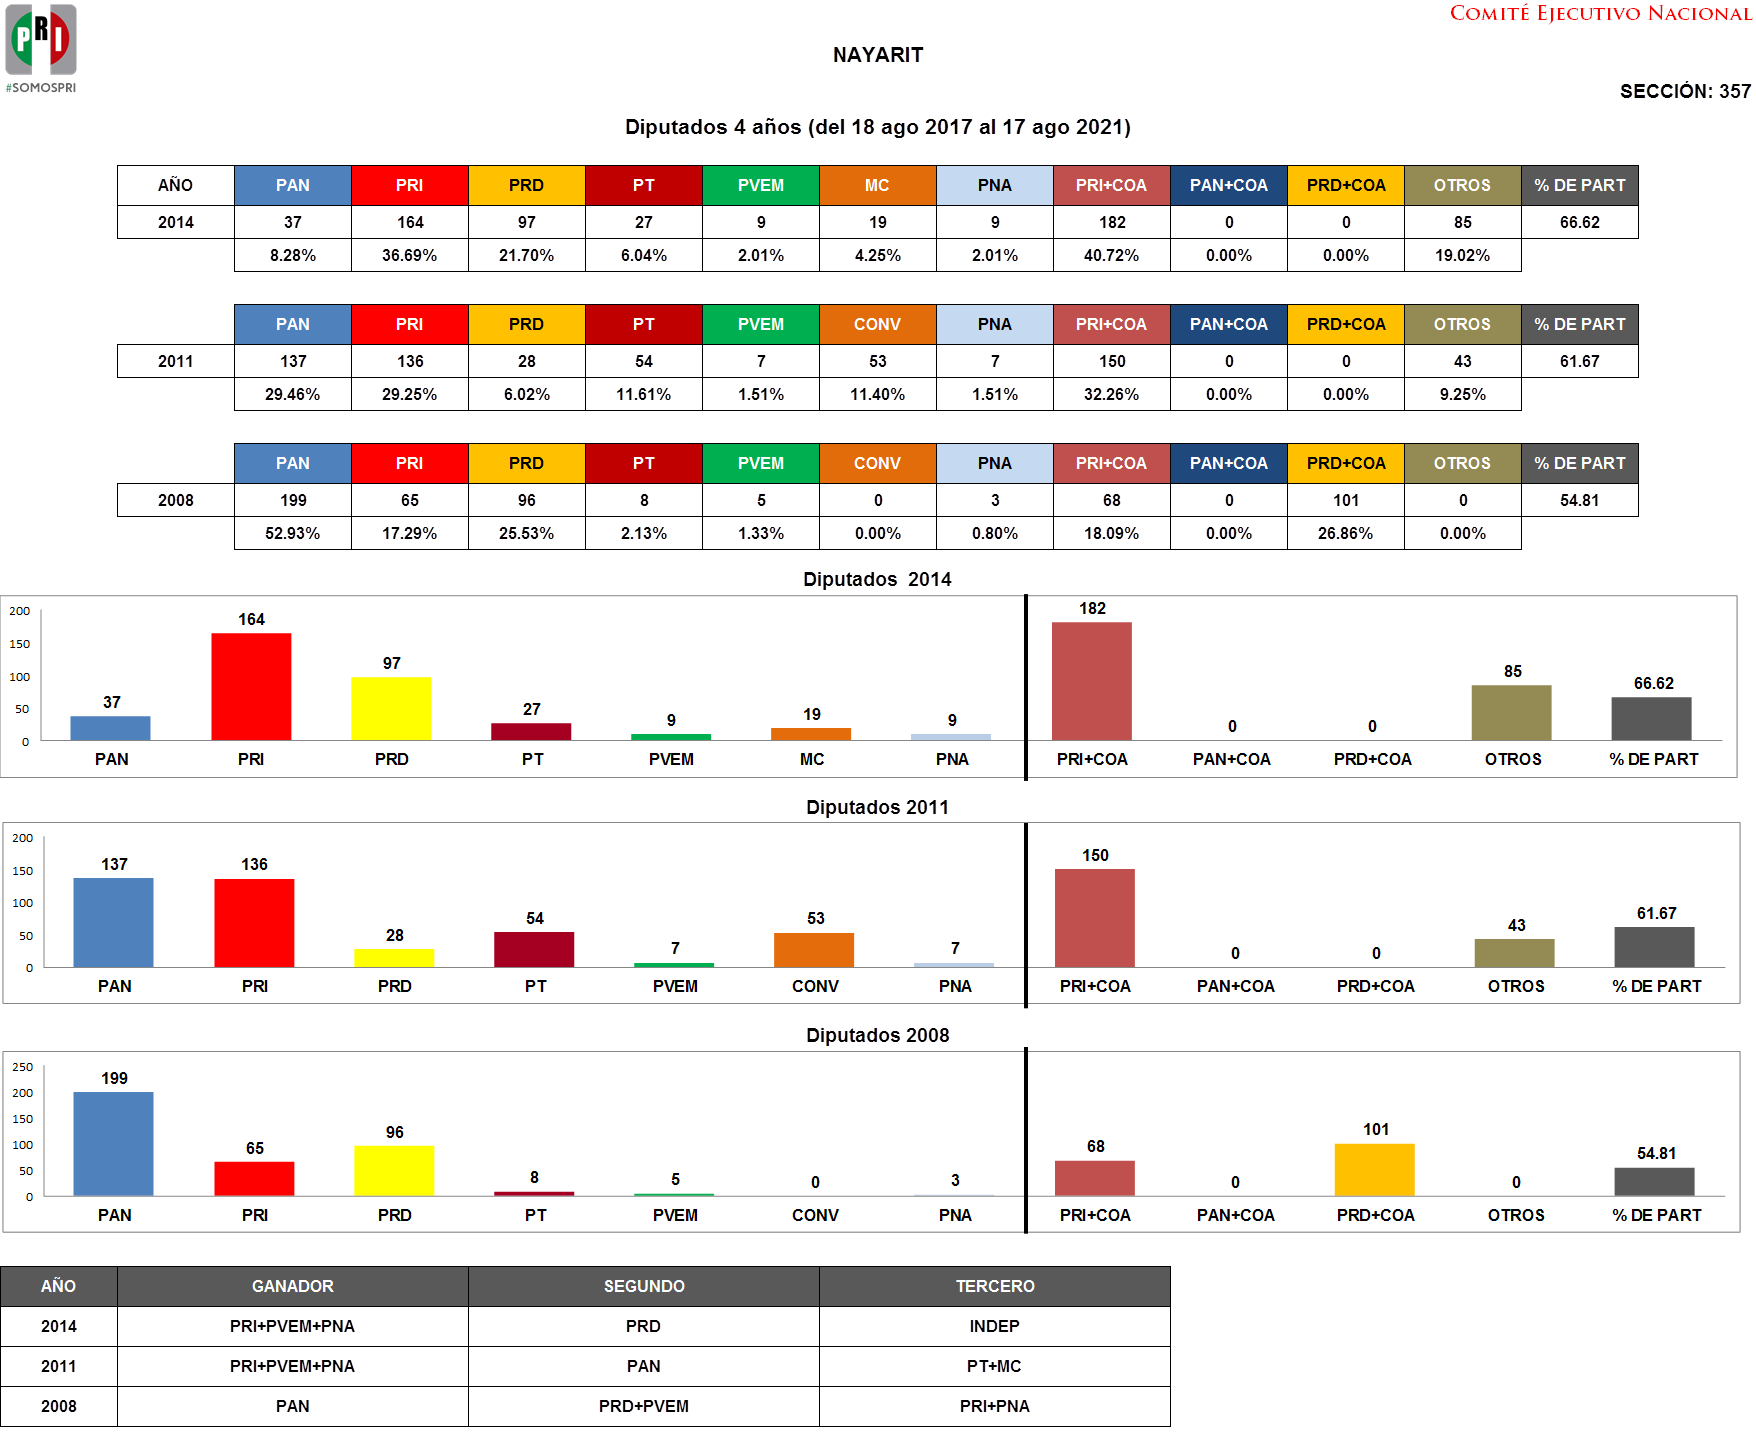 PRI
#SOMOSPRI
COMITÉ EJECUTIVO NACIONAL
NAYARIT
SECCIÓN: 357
Diputados 4 años (del 18 ago 2017 al 17 ago 2021)
AÑO PAN PRI PRD PT PVEM MC PNA PRI+COA PAN+COA PRD+COA OTROS % DE PART
2014 37 164 97 27 9 19 9 182 0 0 85 66.62
8.28% 36.69% 21.70% 6.04% 2.01% 4.25% 2.01% 40.72% 0.00% 0.00% 19.02%
PAN PRI PRD PT PVEM CONV PNA PRI+COA PAN+COA PRD+COA OTROS % DE PART
2011 137 136 28 54 7 53 7 150 0 0 43 61.67
29.46% 29.25% 6.02% 11.61% 1.51% 11.40% 1.51% 32.26% 0.00% 0.00% 9.25%
PAN PRI PRD PT PVEM CONV PNA PRI+COA PAN+COA PRD+COA OTROS % DE PART
2008 199 65 96 8 5 0 3 68 0 101 0 54.81
52.93% 17.29% 25.53% 2.13% 1.33% 0.00% 0.80% 18.09% 0.00% 26.86% 0.00%
Diputados 2014
200
150
100
50
0
37 164 97 27 9 19 9 182 0 0 85 66.62
PAN PRI PRD PT PVEM MC PNA PRI+COA PAN+COA PRD+COA OTROS % DE PART
Diputados 2011
200
150
100
50
0
137 136 28 54 7 53 7 150 0 0 43 61.67
PAN PRI PRD PT PVEM CONV PNA PRI+COA PAN+COA PRD+COA OTROS % DE PART
Diputados 2008
250
200
150
100
50
0
199 65 96 8 5 0 3 68 0 101 0 54.81
PAN PRI PRD PT PVEM CONV PNA PRI+COA PAN+COA PRD+COA OTROS % DE PART
AÑO GANADOR SEGUNDO TERCERO
2014 PRI+PVEM+PNA PRD INDEP
2011 PRI+PVEM+PNA PAN PT+MC
2008 PAN PRD+PVEM PRI+PNA